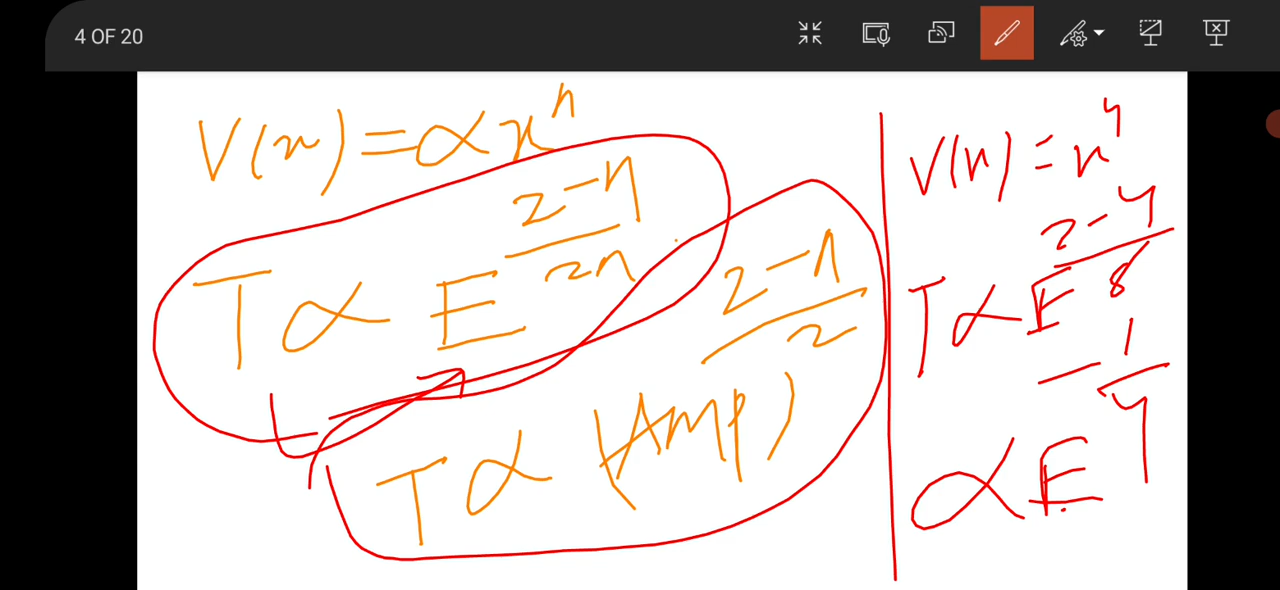 4 OF 20
V(x) = αx^n
T ∝ E^((2-n)/2n)
T ∝ (Amp)^((2-n)/2)
V(x) = x^4
T ∝ E^((2-4)/8)
∝ E^(-1/4)